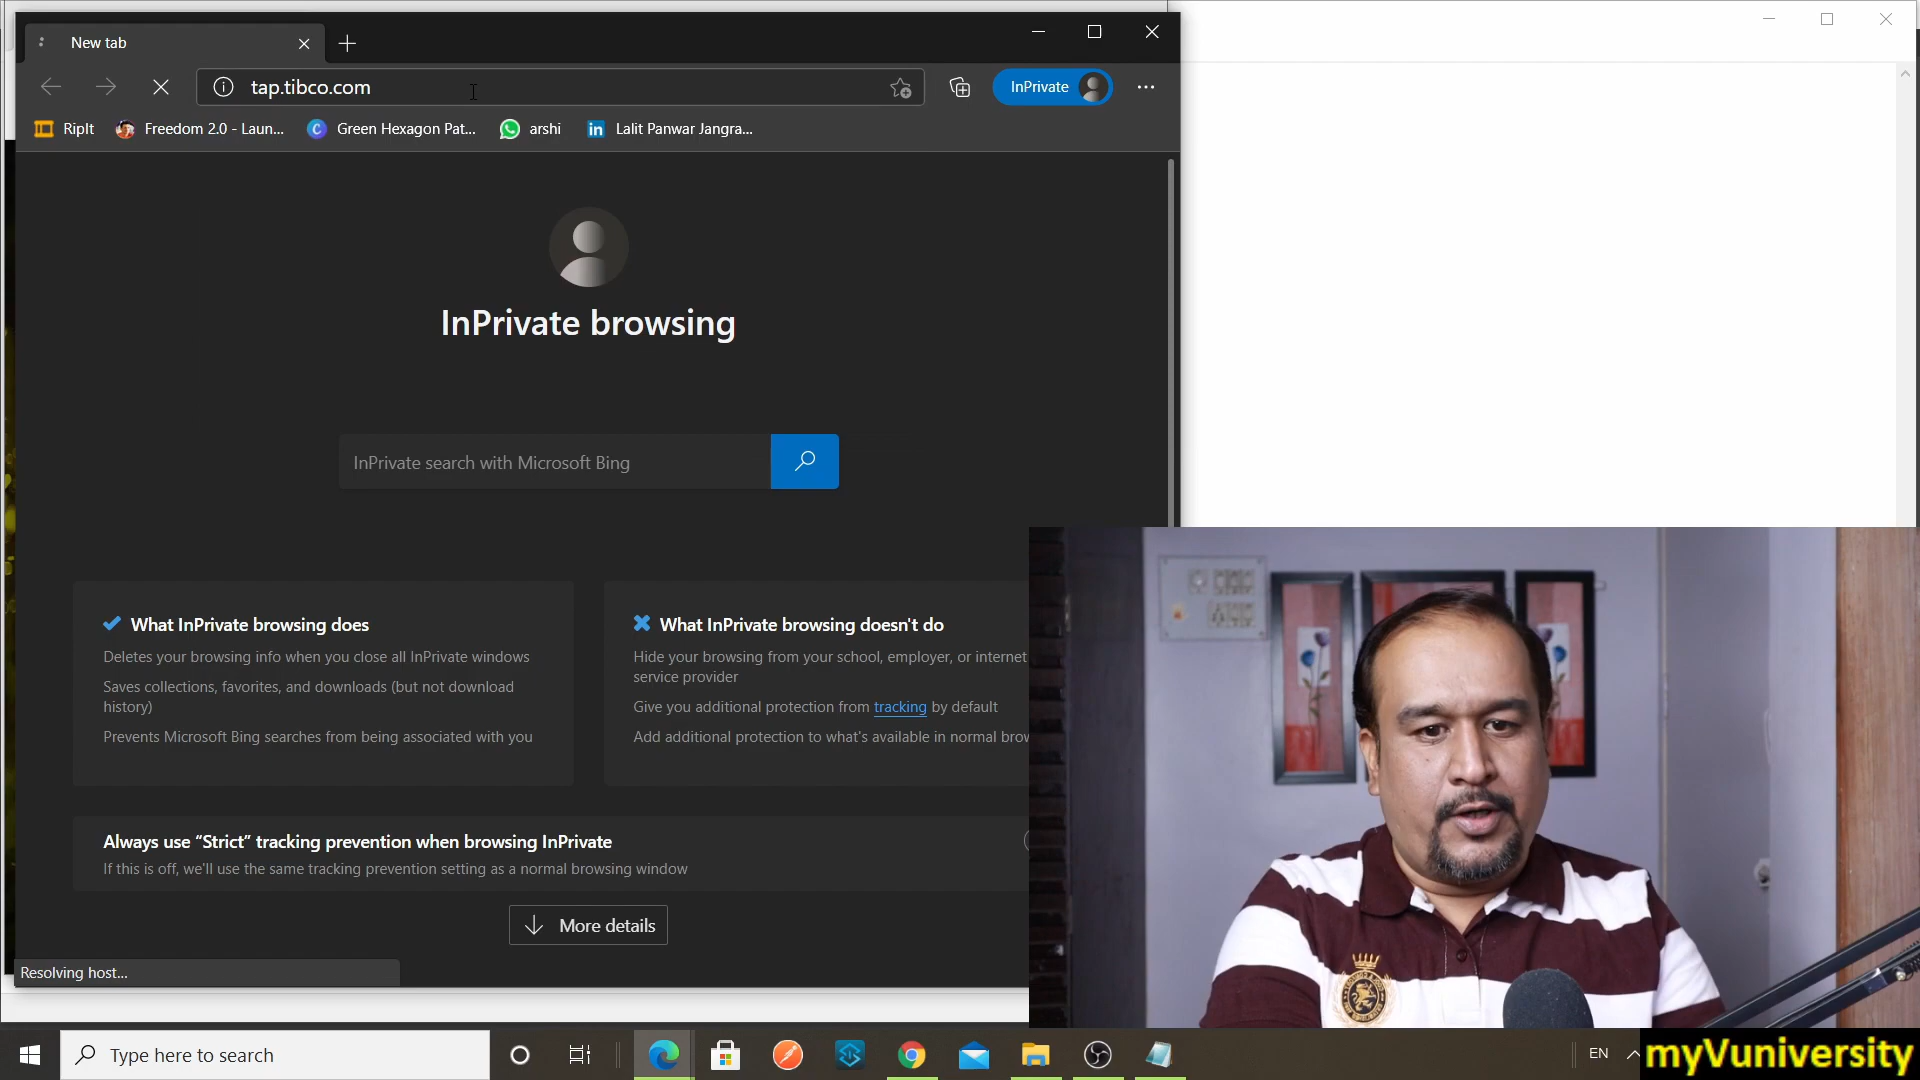 New tab
tap.tibco.com
InPrivate
RipIt
Freedom 2.0 - Laun...
Green Hexagon Pat...
arshi
in
Lalit Panwar Jangra...
InPrivate browsing
InPrivate search with Microsoft Bing
What InPrivate browsing does
Deletes your browsing info when you close all InPrivate windows
Saves collections, favorites, and downloads (but not download
history)
Prevents Microsoft Bing searches from being associated with you
What InPrivate browsing doesn't do
Hide your browsing from your school, employer, or internet
service provider
Give you additional protection from tracking by default
Add additional protection to what's available in normal brow
Always use “Strict” tracking prevention when browsing InPrivate
If this is off, we'll use the same tracking prevention setting as a normal browsing window
More details
Resolving host...
Type here to search
EN
myVuniversity